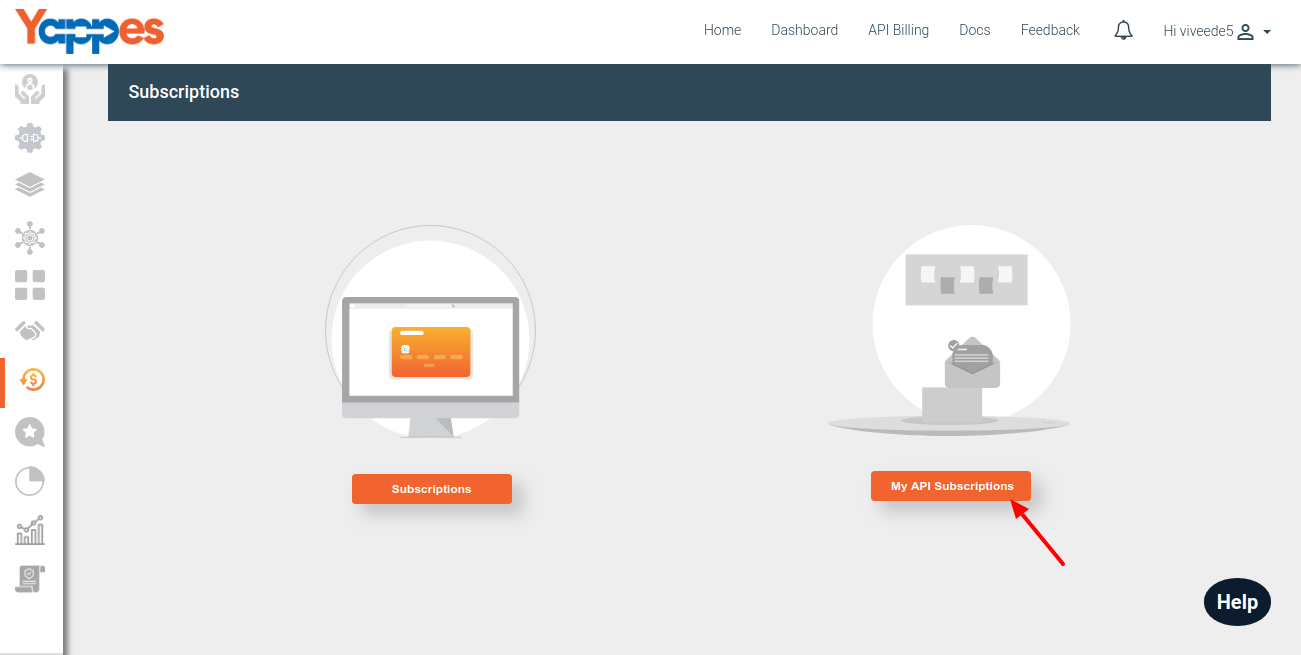 Yappes
Home Dashboard API Billing Docs Feedback Hi viveede5
Subscriptions
Subscriptions
My API Subscriptions
Help